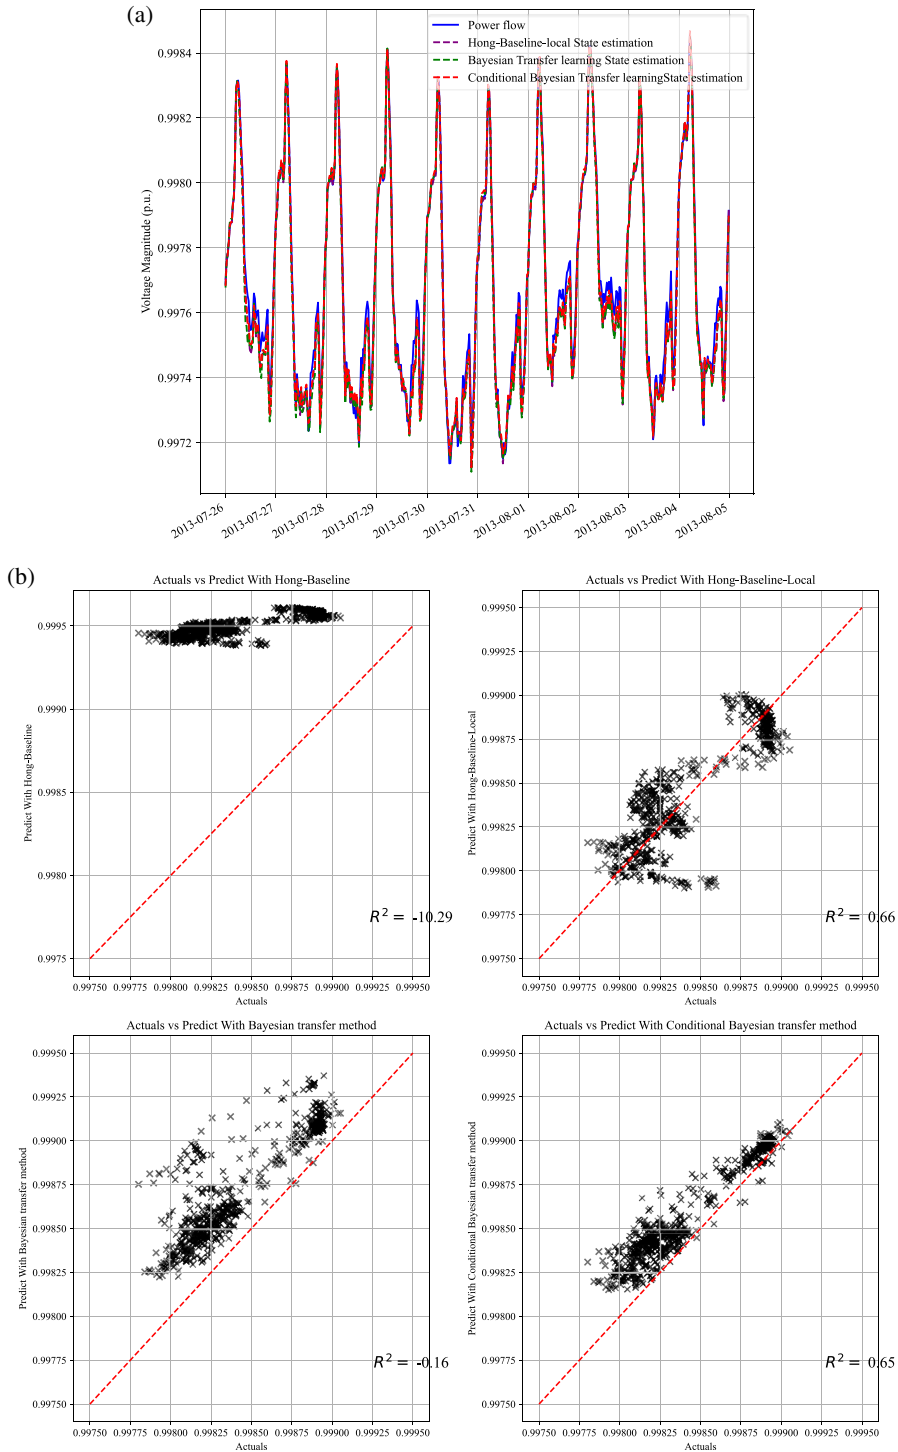 (a)
Power flow
Hong-Baseline-local State estimation
Bayesian Transfer learning State estimation
Conditional Bayesian Transfer learningState estimation
Voltage Magnitude (p.u.)
0.9984
0.9982
0.9980
0.9978
0.9976
0.9974
0.9972
2013-07-26
2013-07-27
2013-07-28
2013-07-29
2013-07-30
2013-07-31
2013-08-01
2013-08-02
2013-08-03
2013-08-04
2013-08-05
(b)
Actuals vs Predict With Hong-Baseline
Predict With Hong-Baseline
0.9995
0.9990
0.9985
0.9980
0.9975
R² = -10.29
0.99750 0.99775 0.99800 0.99825 0.99850 0.99875 0.99900 0.99925 0.99950
Actuals
Actuals vs Predict With Hong-Baseline-Local
Predict With Hong-Baseline-Local
0.99950
0.99925
0.99900
0.99875
0.99850
0.99825
0.99800
0.99775
0.99750
R² = 0.66
0.99750 0.99775 0.99800 0.99825 0.99850 0.99875 0.99900 0.99925 0.99950
Actuals
Actuals vs Predict With Bayesian transfer method
Predict With Bayesian transfer method
0.99950
0.99925
0.99900
0.99875
0.99850
0.99825
0.99800
0.99775
0.99750
R² = -0.16
0.99750 0.99775 0.99800 0.99825 0.99850 0.99875 0.99900 0.99925 0.99950
Actuals
Actuals vs Predict With Conditional Bayesian transfer method
Predict With Conditional Bayesian transfer method
0.99950
0.99925
0.99900
0.99875
0.99850
0.99825
0.99800
0.99775
0.99750
R² = 0.65
0.99750 0.99775 0.99800 0.99825 0.99850 0.99875 0.99900 0.99925 0.99950
Actuals